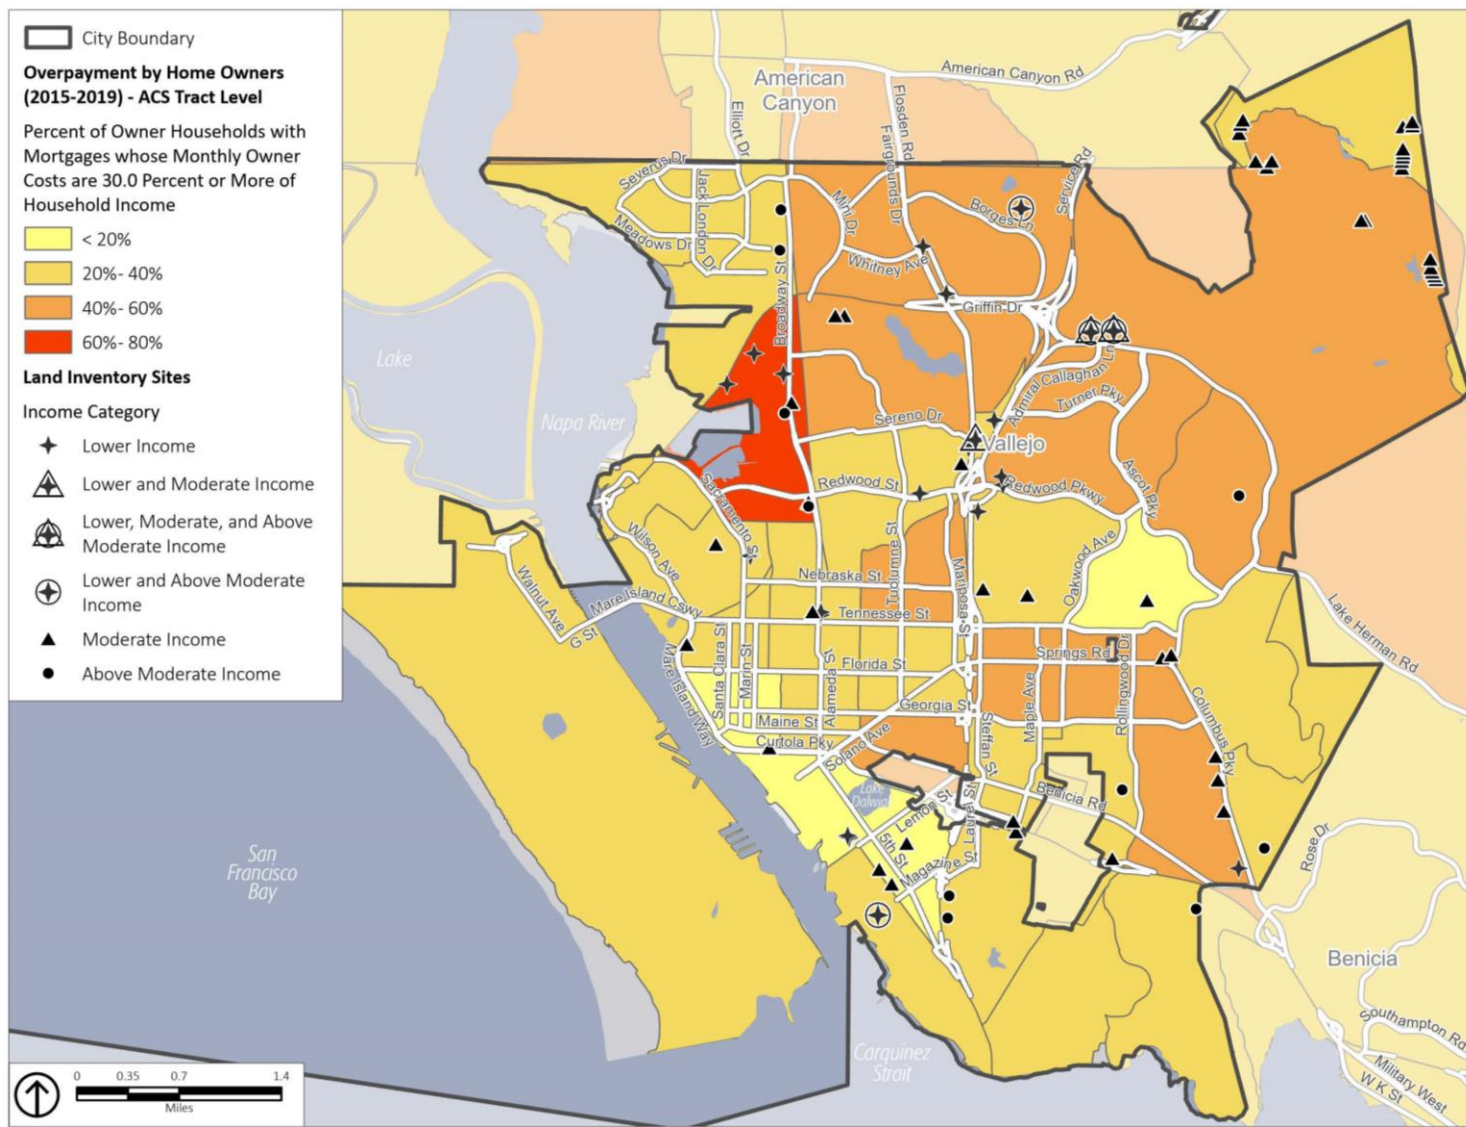 City Boundary
Overpayment by Home Owners
(2015-2019) - ACS Tract Level
Percent of Owner Households with
Mortgages whose Monthly Owner
Costs are 30.0 Percent or More of
Household Income
< 20%
20%- 40%
40%- 60%
60%- 80%
Land Inventory Sites
Income Category
Lower Income
Lower and Moderate Income
Lower, Moderate, and Above
Moderate Income
Lower and Above Moderate
Income
Moderate Income
Above Moderate Income
American
Canyon
American Canyon Rd
Elliott Dr
Flosden Rd
Fairgrounds Dr
Service Rd
Severus Dr
Jack London Dr
Meadows Dr
Mini Dr
Borges Ln
Whitney Ave
Broadway St
Griffin Dr
Lake
Napa River
Admiral Callaghan Ln
Turner Pky
Sereno Dr
Vallejo
Ascot Pky
Redwood St
Redwood Pkwy
Sacramento St
Wilson Ave
Tuolumne St
Mariposa St
Oakwood Ave
Nebraska St
Walnut Ave
G St
Mare Island Cswy
Tennessee St
Lake Herman Rd
Mare Island Way
Santa Clara St
Marin St
Alameda St
Florida St
Springs Rd
Rollingwood Dr
Maple Ave
Columbus Pky
Georgia St
Maine St
Curtola Pky
Solano Ave
Steffan St
Lake
Dalwigk
Lemon St
Laurel St
Benicia Rd
5th St
Magazine St
Rose Dr
San
Francisco
Bay
Benicia
Southampton Rd
Military West
W K St
Carquinez
Strait
0 0.35 0.7 1.4
Miles